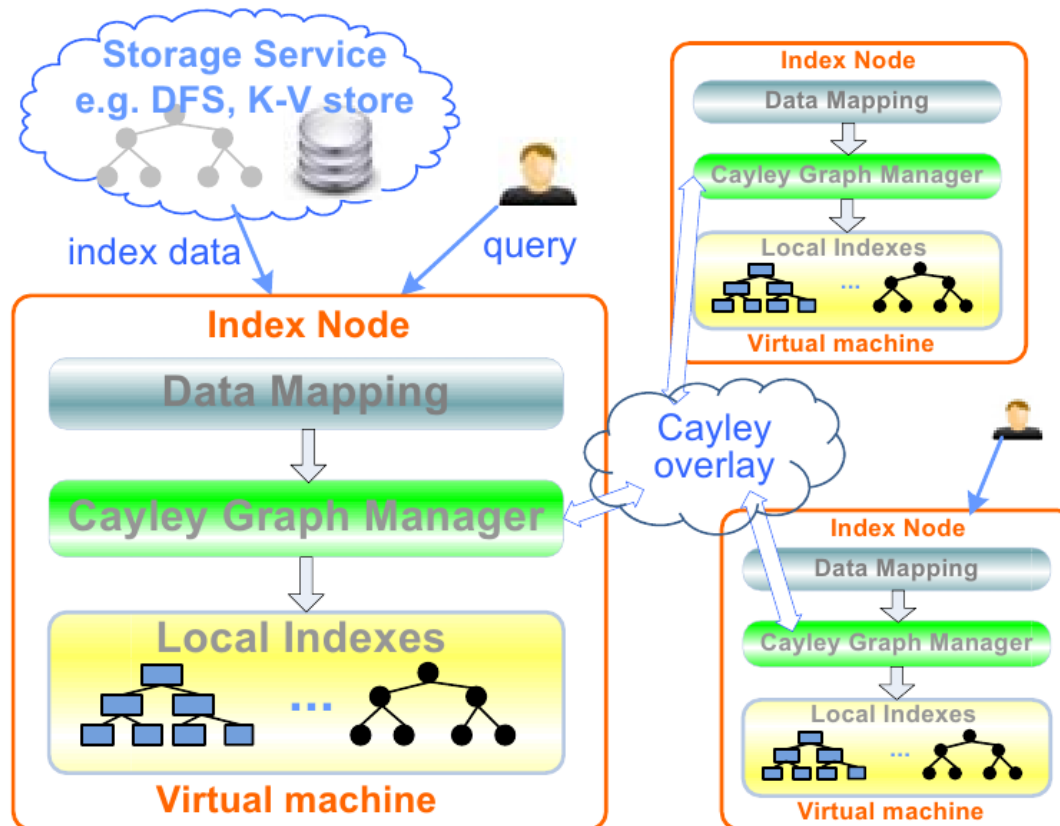 Storage Service
e.g. DFS, K-V store
index data
query
Index Node
Data Mapping
Cayley Graph Manager
Local Indexes
...
Virtual machine
Cayley
overlay
Index Node
Data Mapping
Cayley Graph Manager
Local Indexes
...
Virtual machine
Index Node
Data Mapping
Cayley Graph Manager
Local Indexes
...
Virtual machine